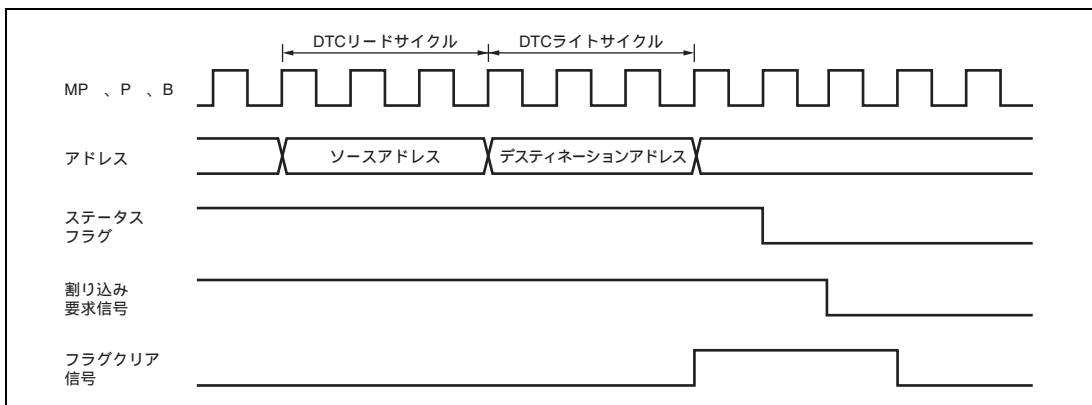 DTCリードサイクル DTCライトサイクル
MP 、P 、B
アドレス
ソースアドレス デスティネーションアドレス
ステータス
フラグ
割り込み
要求信号
フラグクリア
信号